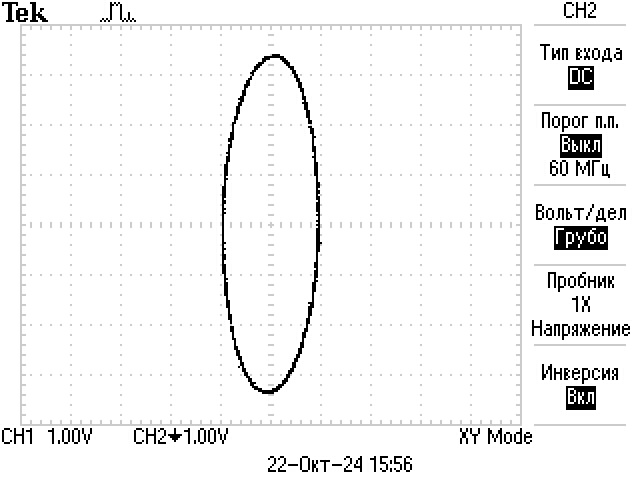 Tek
CH2
Тип входа
DC
Порог п.п.
Выкл
60 МГц
Вольт/дел
Грубо
Пробник
1X
Напряжение
Инверсия
Вкл
CH1 1.00V CH2 1.00V XY Mode
22-Окт-24 15:56